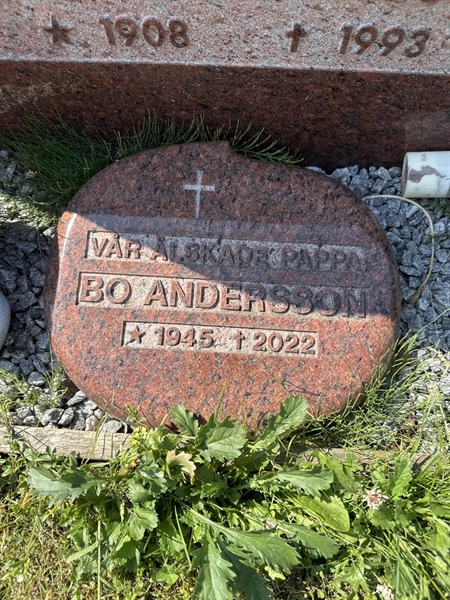 ★ 1908 † 1993 ★
VÅR ÄLSKADE PAPPA
BO ANDERSSON
★ 1945 † 2022